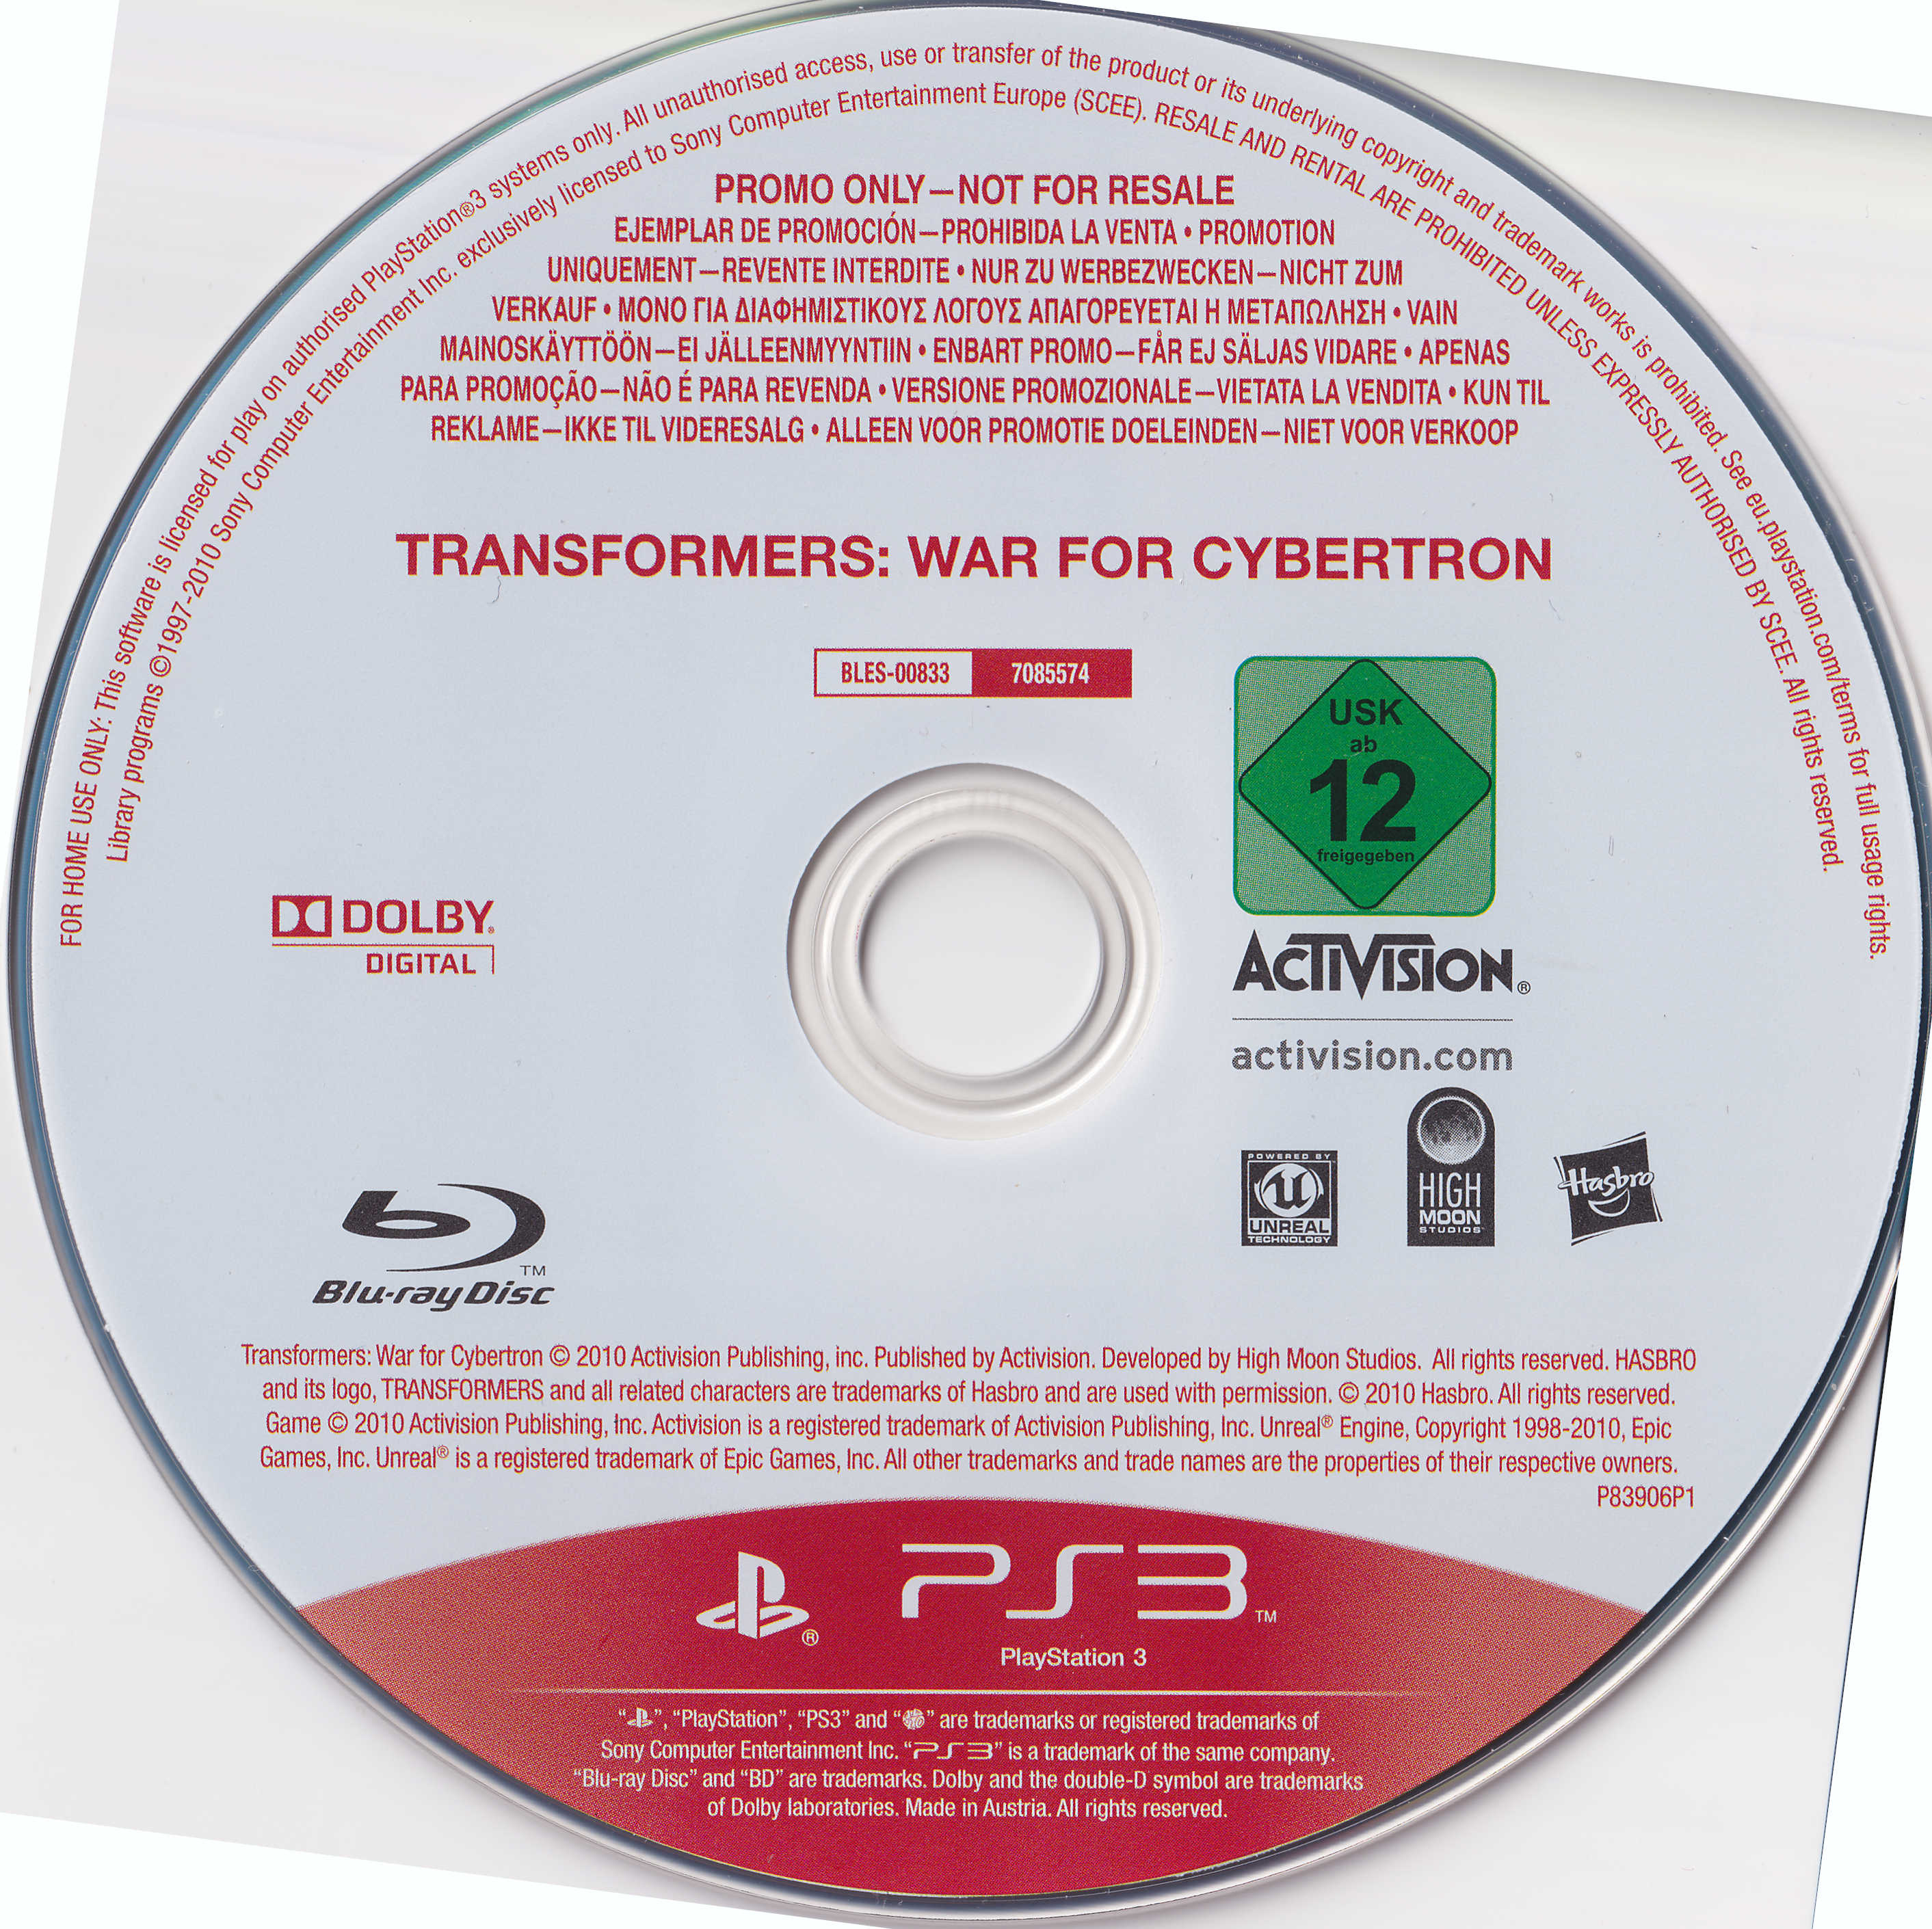 FOR HOME USE ONLY: This software is licensed for play on authorised PlayStation®3 systems only. All unauthorised access, use or transfer of the product or its underlying copyright and trademark works is prohibited. See eu.playstation.com/terms for full usage rights.
Library programs ©1997-2010 Sony Computer Entertainment Inc. exclusively licensed to Sony Computer Entertainment Europe (SCEE). RESALE AND RENTAL ARE PROHIBITED UNLESS EXPRESSLY AUTHORISED BY SCEE. All rights reserved.
PROMO ONLY—NOT FOR RESALE
EJEMPLAR DE PROMOCIÓN—PROHIBIDA LA VENTA • PROMOTION
UNIQUEMENT—REVENTE INTERDITE • NUR ZU WERBEZWECKEN—NICHT ZUM
VERKAUF • ΜΟΝΟ ΓΙΑ ΔΙΑΦΗΜΙΣΤΙΚΟΥΣ ΛΟΓΟΥΣ ΑΠΑΓΟΡΕΥΕΤΑΙ Η ΜΕΤΑΠΩΛΗΣΗ • VAIN
MAINOSKÄYTTÖÖN—EI JÄLLEENMYYNTIIN • ENBART PROMO—FÅR EJ SÄLJAS VIDARE • APENAS
PARA PROMOÇÃO—NÃO É PARA REVENDA • VERSIONE PROMOZIONALE—VIETATA LA VENDITA • KUN TIL
REKLAME—IKKE TIL VIDERESALG • ALLEEN VOOR PROMOTIE DOELEINDEN—NIET VOOR VERKOOP
TRANSFORMERS: WAR FOR CYBERTRON
BLES-00833 7085574
USK
ab
12
freigegeben
DOLBY®
DIGITAL
ACTIVISION®
activision.com
POWERED BY
UNREAL
TECHNOLOGY
HIGH
MOON
STUDIOS
Hasbro
TM
Blu-ray Disc
Transformers: War for Cybertron © 2010 Activision Publishing, inc. Published by Activision. Developed by High Moon Studios. All rights reserved. HASBRO
and its logo, TRANSFORMERS and all related characters are trademarks of Hasbro and are used with permission. © 2010 Hasbro. All rights reserved.
Game © 2010 Activision Publishing, Inc. Activision is a registered trademark of Activision Publishing, Inc. Unreal® Engine, Copyright 1998-2010, Epic
Games, Inc. Unreal® is a registered trademark of Epic Games, Inc. All other trademarks and trade names are the properties of their respective owners.
P83906P1
® PS3™
PlayStation 3
“”, “PlayStation”, “PS3” and “” are trademarks or registered trademarks of
Sony Computer Entertainment Inc. “PS3” is a trademark of the same company.
“Blu-ray Disc” and “BD” are trademarks. Dolby and the double-D symbol are trademarks
of Dolby laboratories. Made in Austria. All rights reserved.